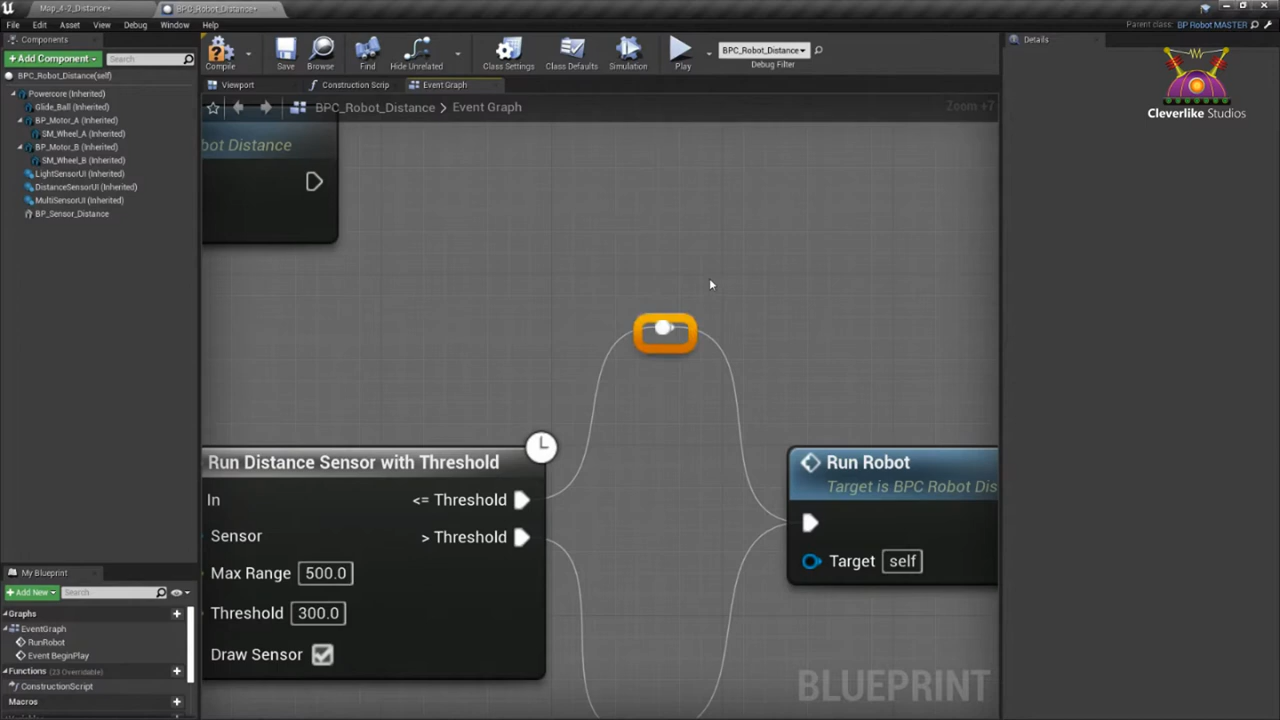 Map_4-2_Distance*
BPC_Robot_Distance*
File Edit Asset View Debug Window Help
Parent class: BP Robot MASTER
Components
+ Add Component
Search
BPC_Robot_Distance(self)
Powercore (Inherited)
Glide_Ball (Inherited)
BP_Motor_A (Inherited)
SM_Wheel_A (Inherited)
BP_Motor_B (Inherited)
SM_Wheel_B (Inherited)
LightSensorUI (Inherited)
DistanceSensorUI (Inherited)
MultiSensorUI (Inherited)
BP_Sensor_Distance
Compile
Save
Browse
Find
Hide Unrelated
Class Settings
Class Defaults
Simulation
Play
BPC_Robot_Distance
Debug Filter
Details
Cleverlike Studios
Viewport
Construction Scrip
Event Graph
BPC_Robot_Distance > Event Graph
Zoom +7
bot Distance
Run Distance Sensor with Threshold
In
<= Threshold
Sensor
> Threshold
Max Range 500.0
Threshold 300.0
Draw Sensor
Run Robot
Target is BPC Robot Dis
Target self
BLUEPRINT
My Blueprint
+ Add New
Search
Graphs
EventGraph
RunRobot
Event BeginPlay
Functions (23 Overridable)
ConstructionScript
Macros